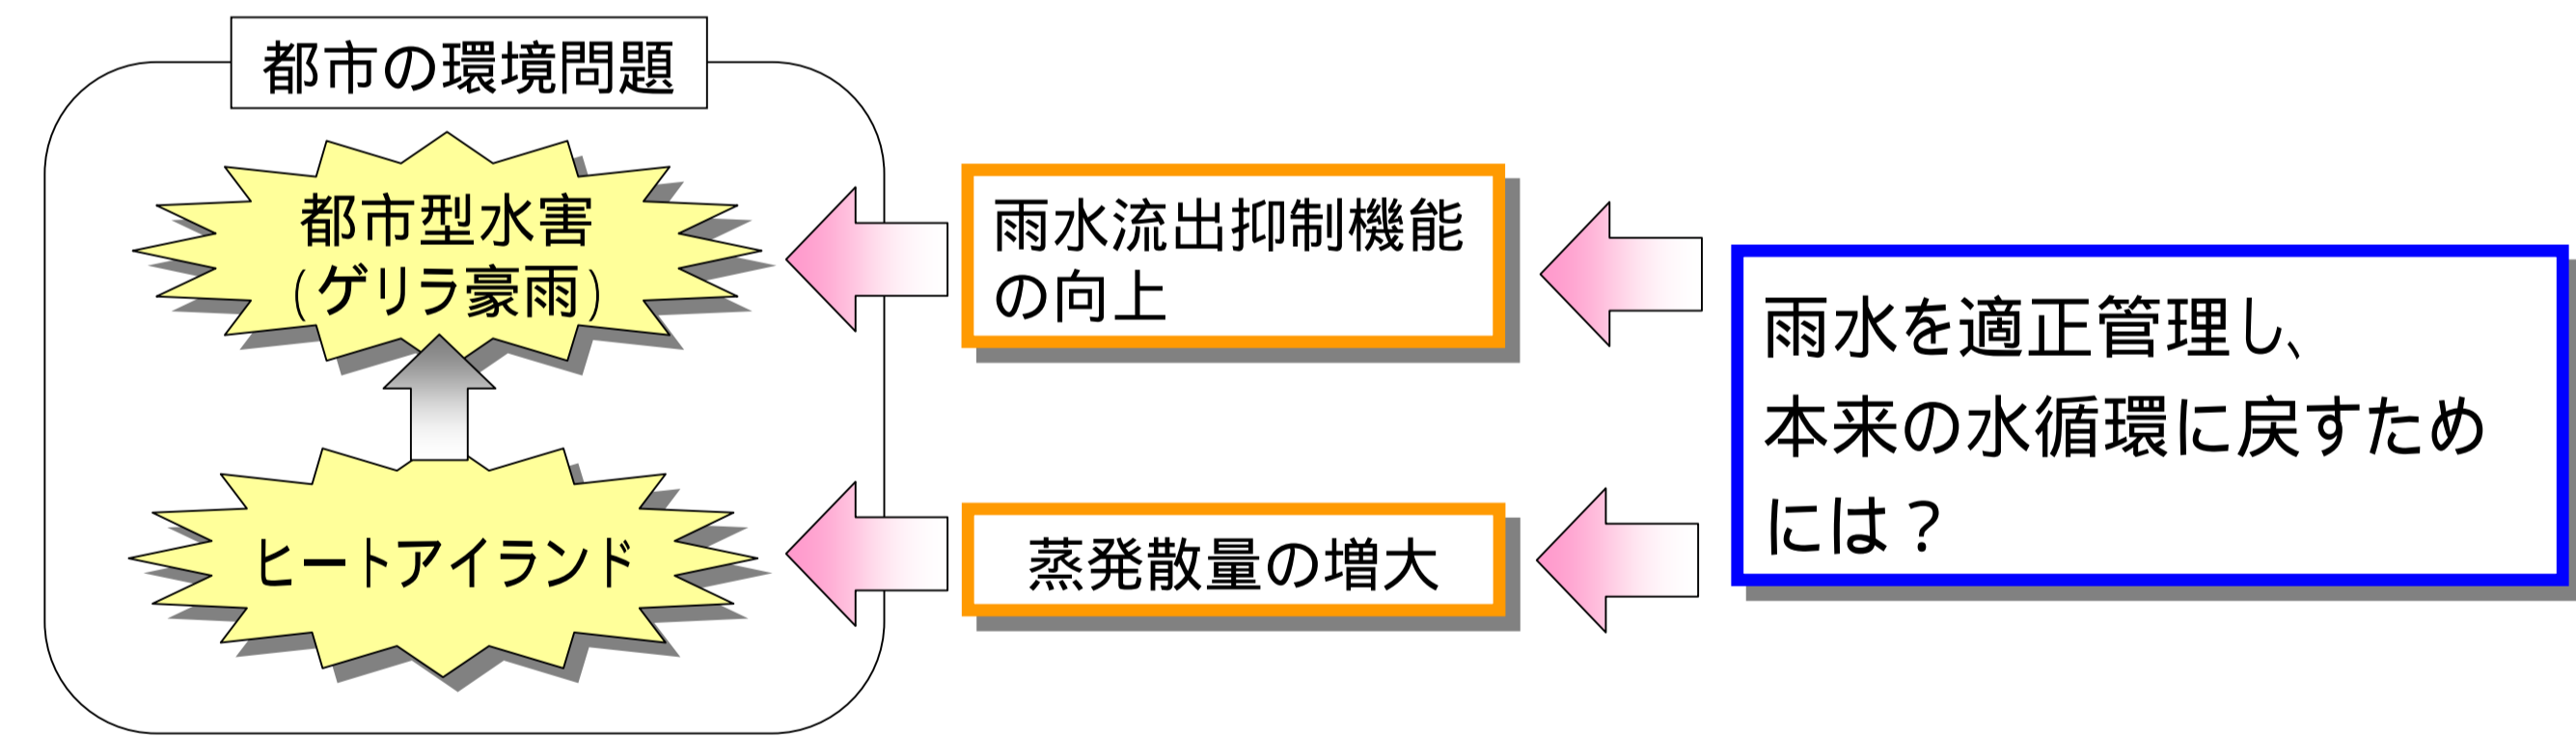 都市の環境問題
都市型水害
(ゲリラ豪雨)
ヒートアイランド
雨水流出抑制機能
の向上
蒸発散量の増大
雨水を適正管理し、
本来の水循環に戻すため
には？